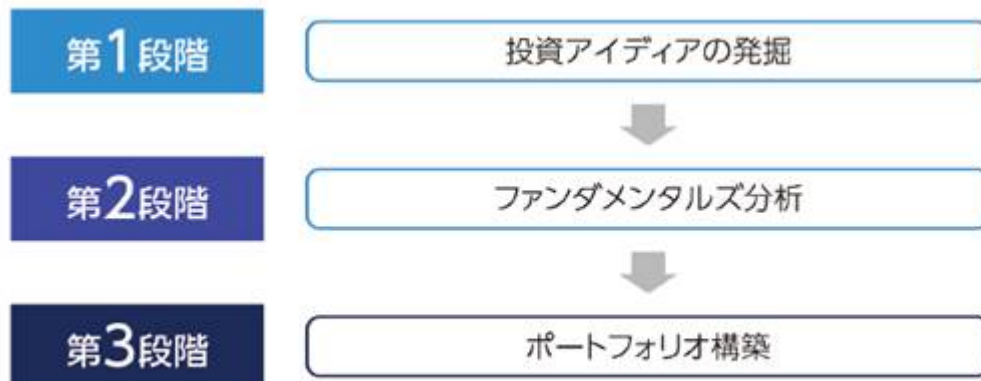 第1段階
投資アイディアの発掘
第2段階
ファンダメンタルズ分析
第3段階
ポートフォリオ構築